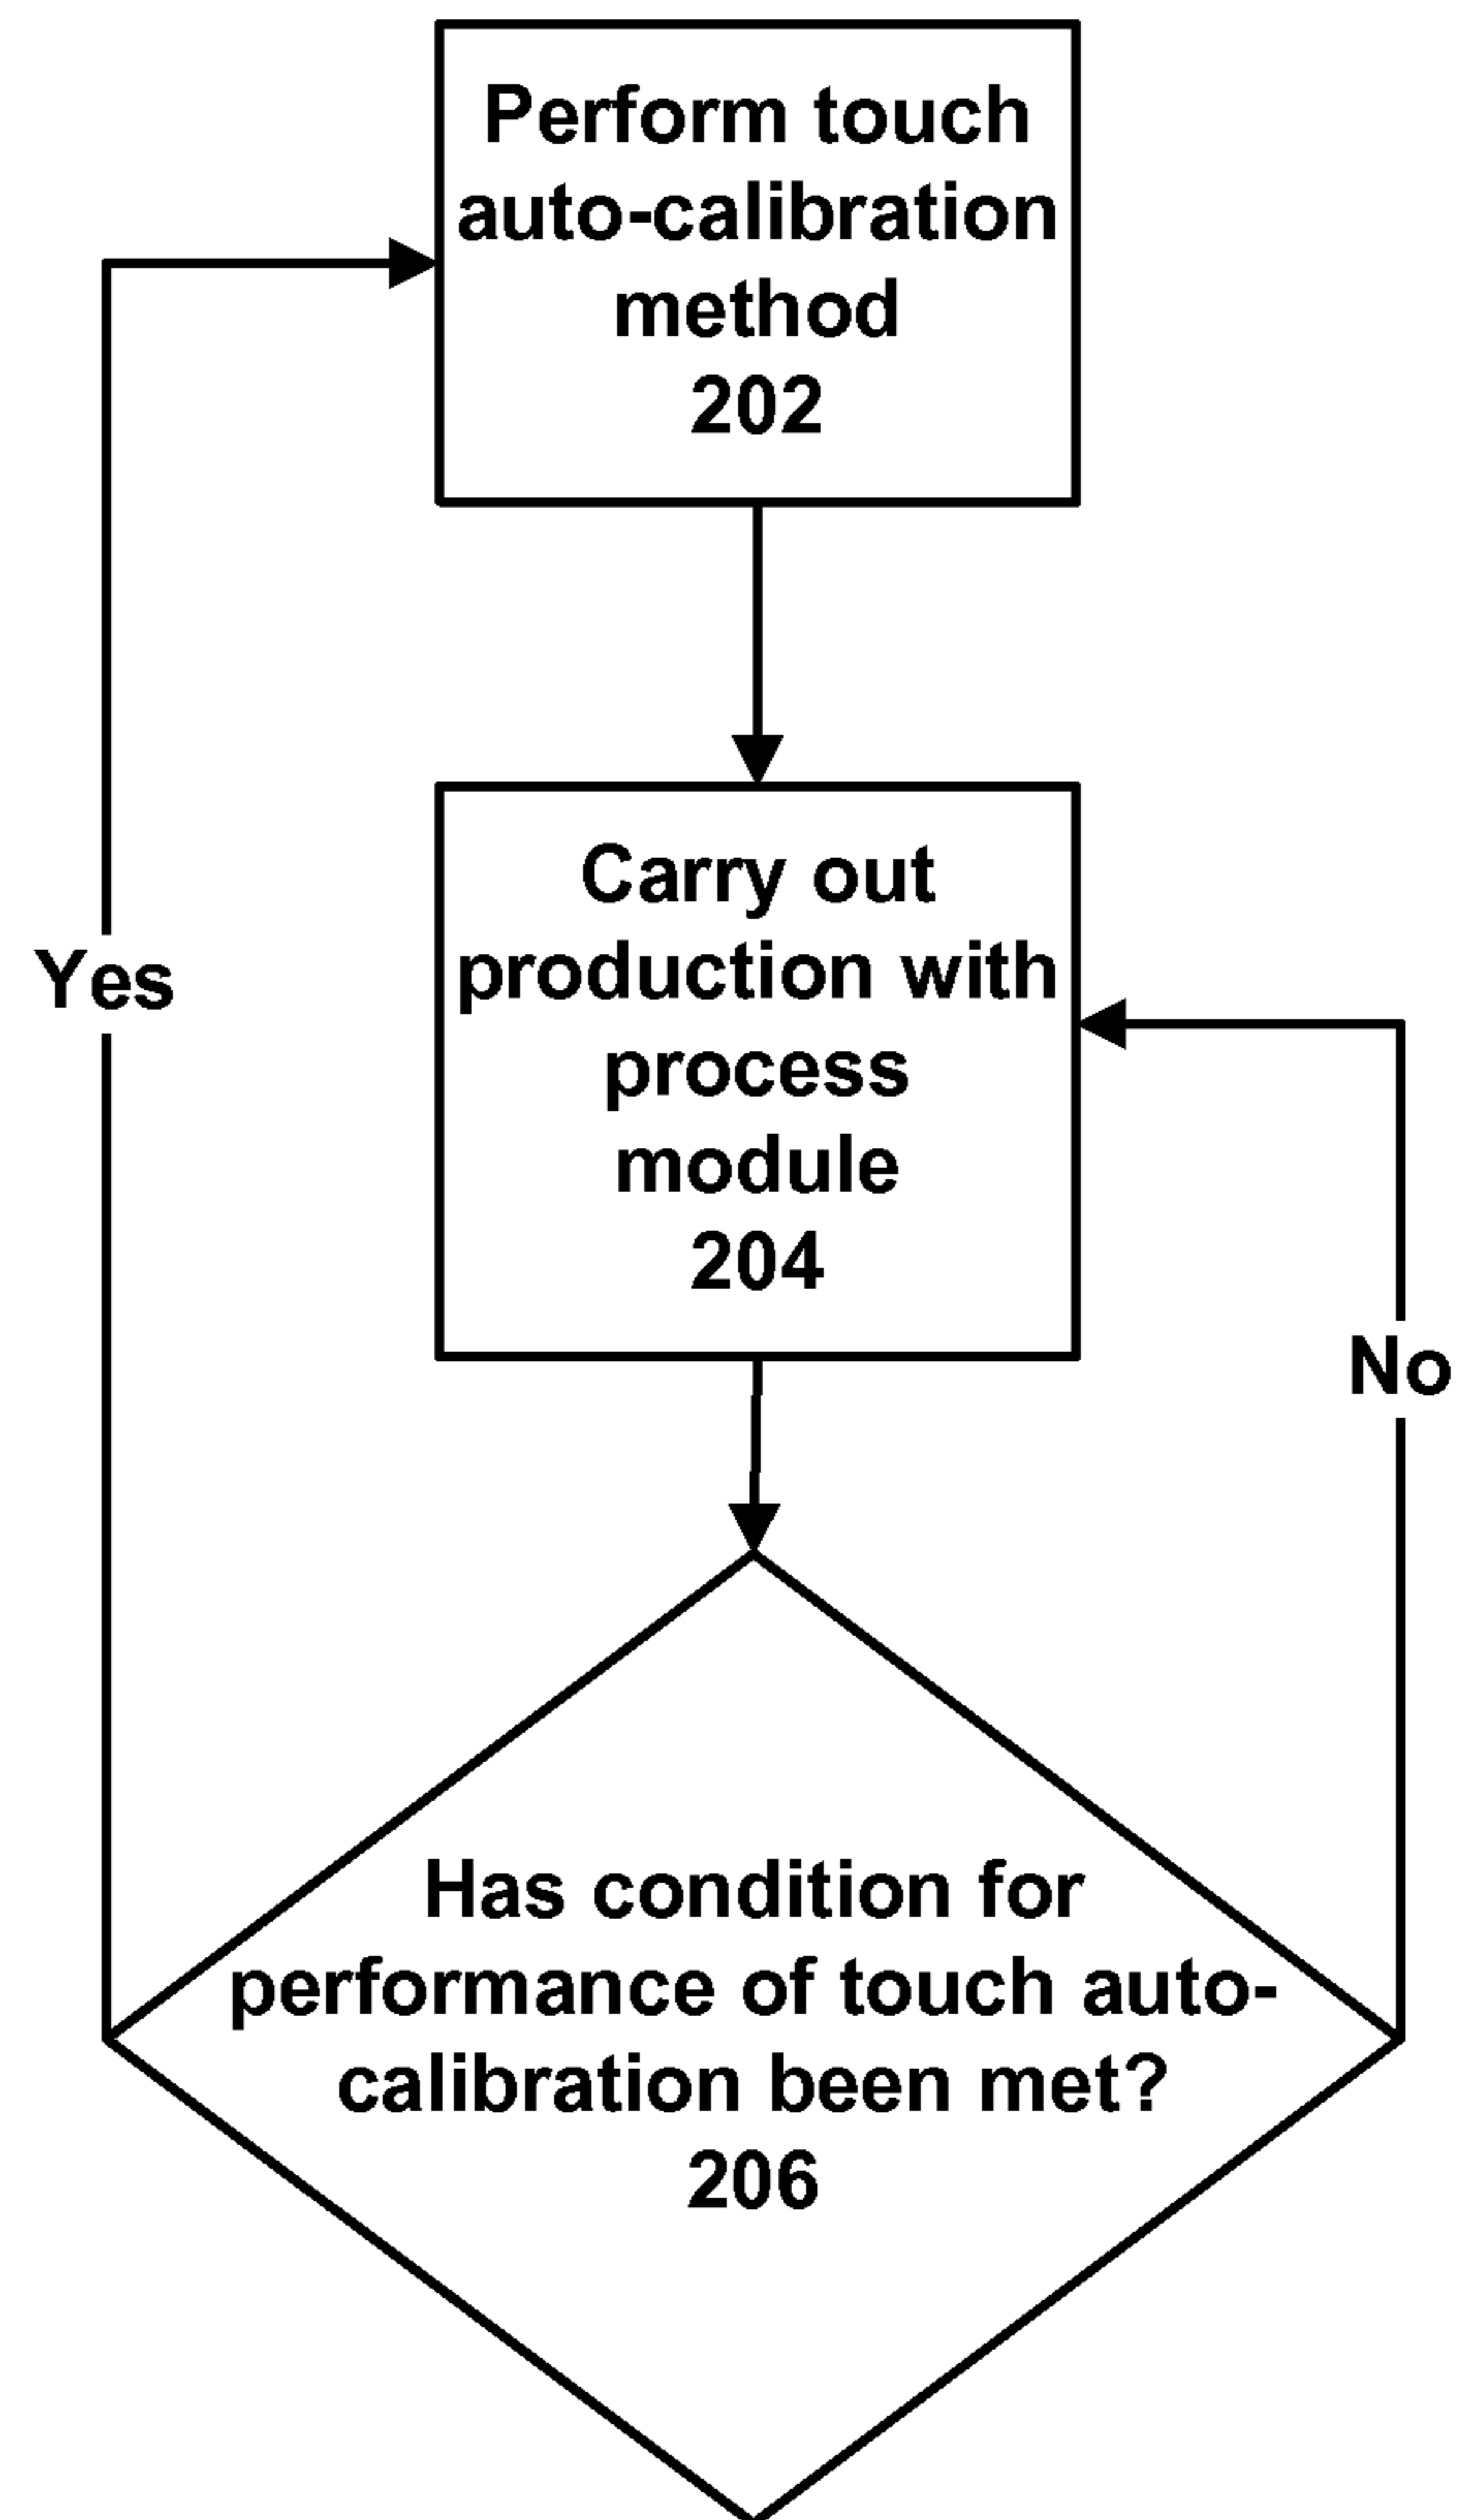 Perform touch
auto-calibration
method
202
Carry out
production with
process
module
204
Yes
No
Has condition for
performance of touch auto-
calibration been met?
206